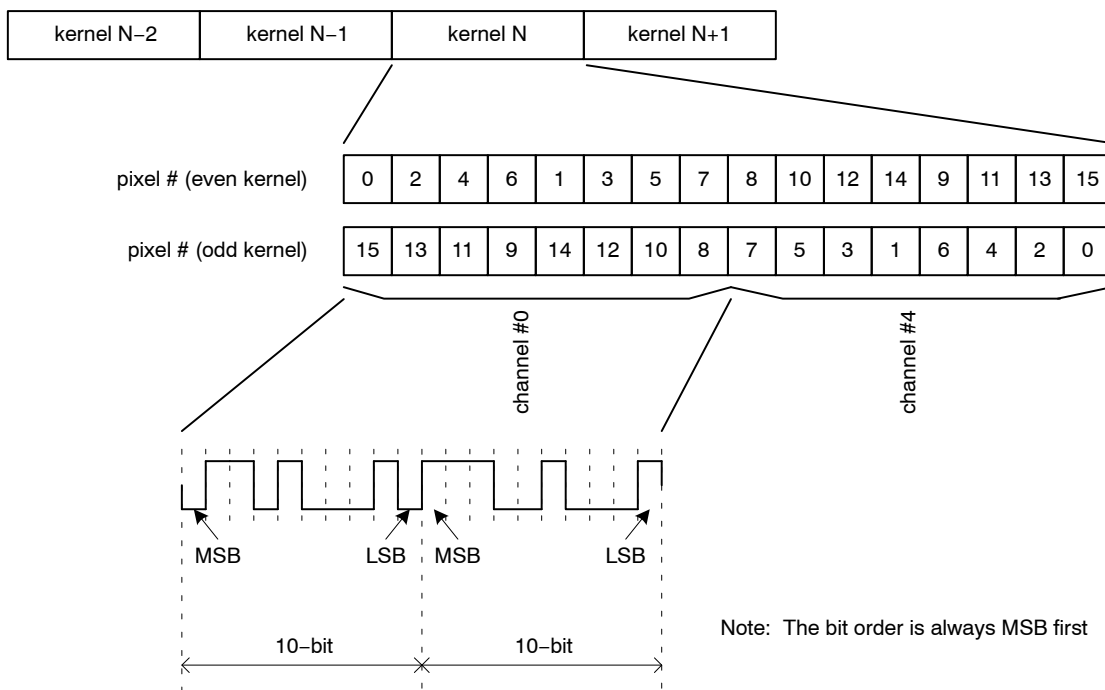 kernel N−2 kernel N−1 kernel N kernel N+1
pixel # (even kernel) 0 2 4 6 1 3 5 7 8 10 12 14 9 11 13 15
pixel # (odd kernel) 15 13 11 9 14 12 10 8 7 5 3 1 6 4 2 0
channel #0
channel #4
MSB LSB MSB LSB
Note: The bit order is always MSB first
10−bit 10−bit